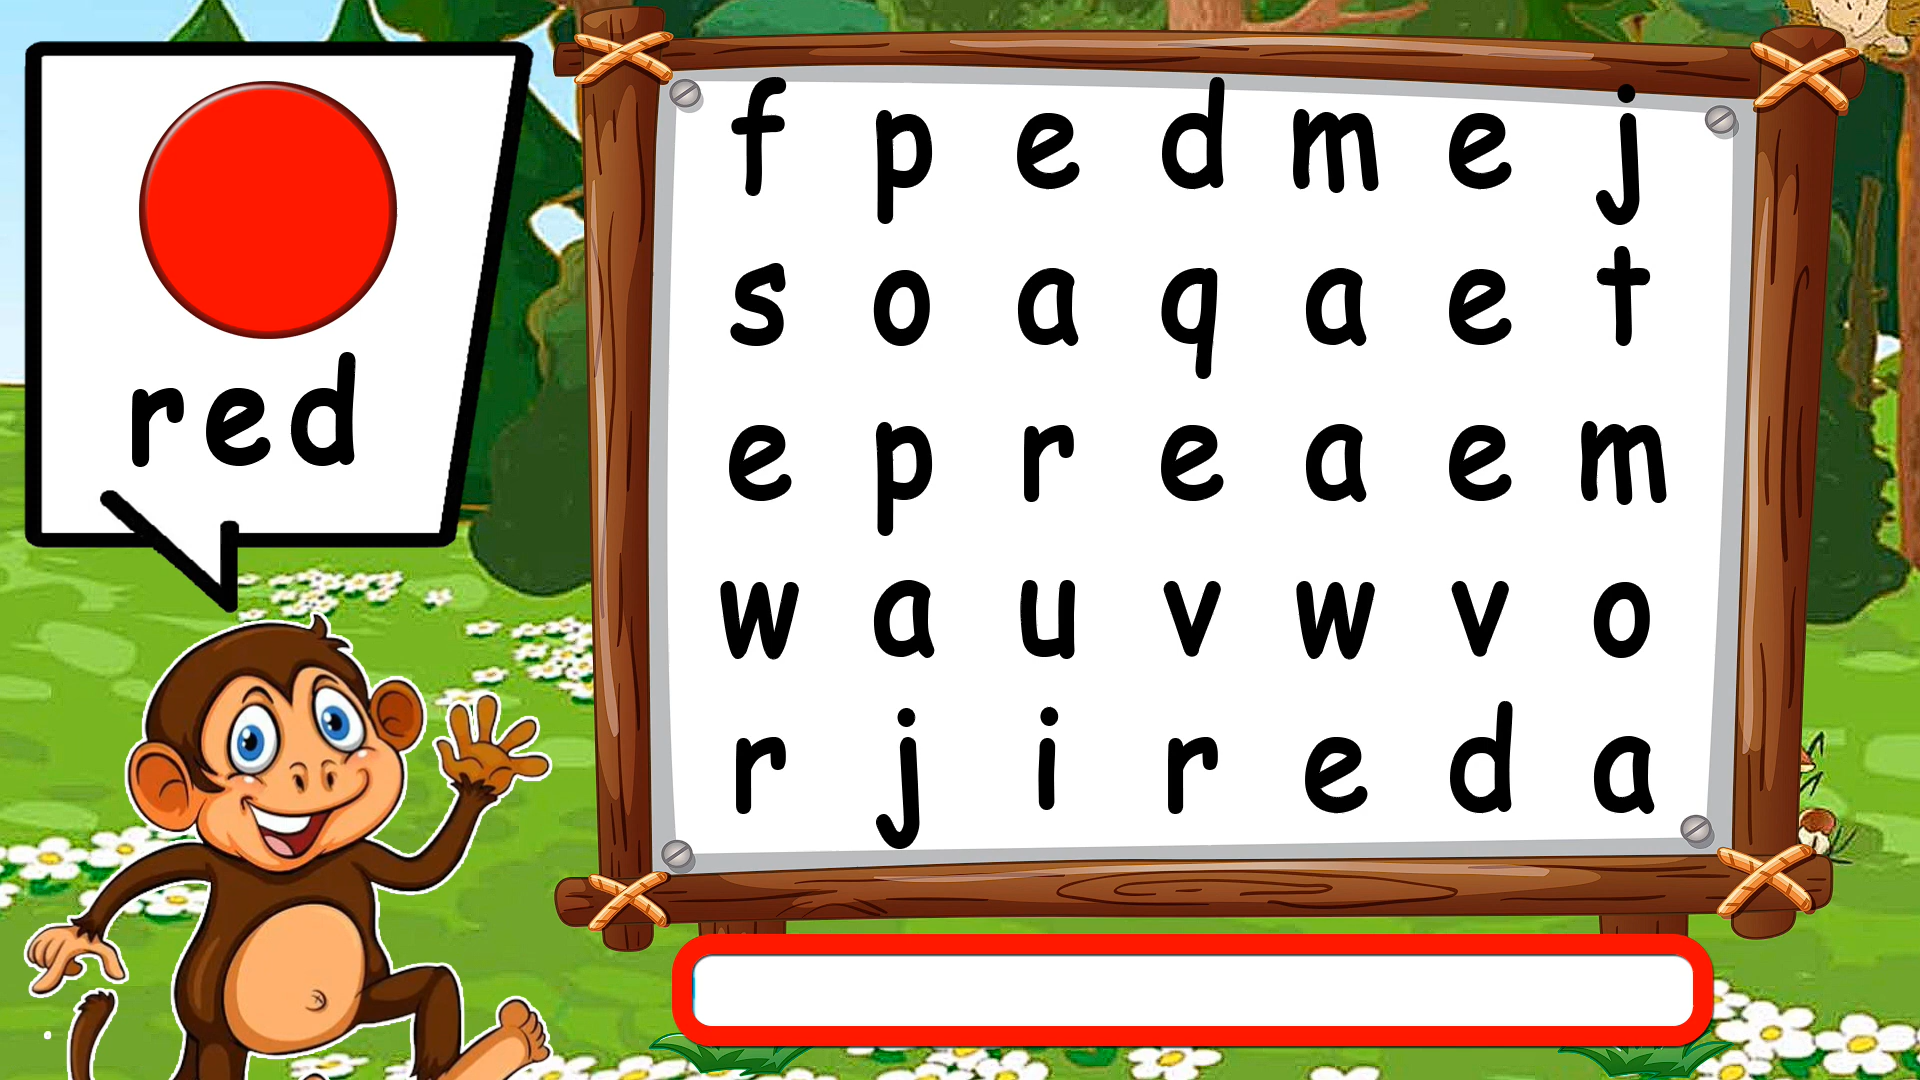 red
f p e d m e j
s o a q a e t
e p r e a e m
w a u v w v o
r j i r e d a